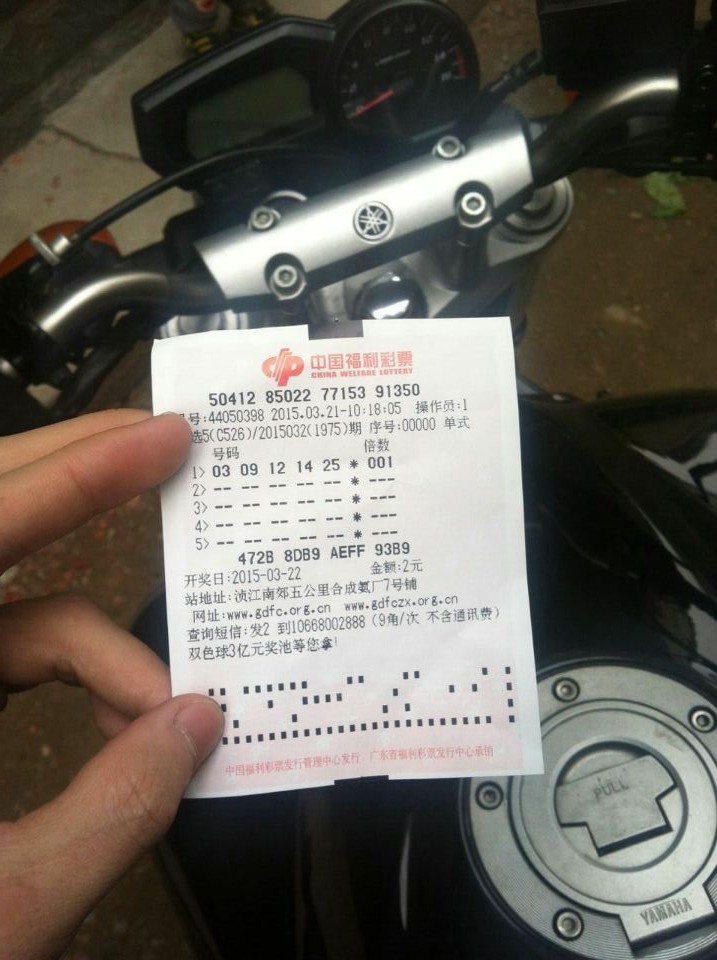 中国福利彩票
CHINA WELFARE LOTTERY
50412 85022 77153 91350
号:44050398 2015.03.21-10:18:05 操作员:1
选5(C526)/2015032(1975)期 序号:00000 单式
号码 倍数
1> 03 09 12 14 25 * 001
2> -- -- -- -- -- * ---
3> -- -- -- -- -- * ---
4> -- -- -- -- -- * ---
5> -- -- -- -- -- * ---
472B 8DB9 AEFF 93B9
开奖日:2015-03-22 金额:2元
站地址:浈江南郊五公里合成氨厂7号铺
网址:www.gdfc.org.cn www.gdfczx.org.cn
查询短信:发2 到10668002888 (9角/次 不含通讯费)
双色球3亿元奖池等您拿!
中国福利彩票发行管理中心发行 广东省福利彩票发行中心承销
PULL
YAMAHA